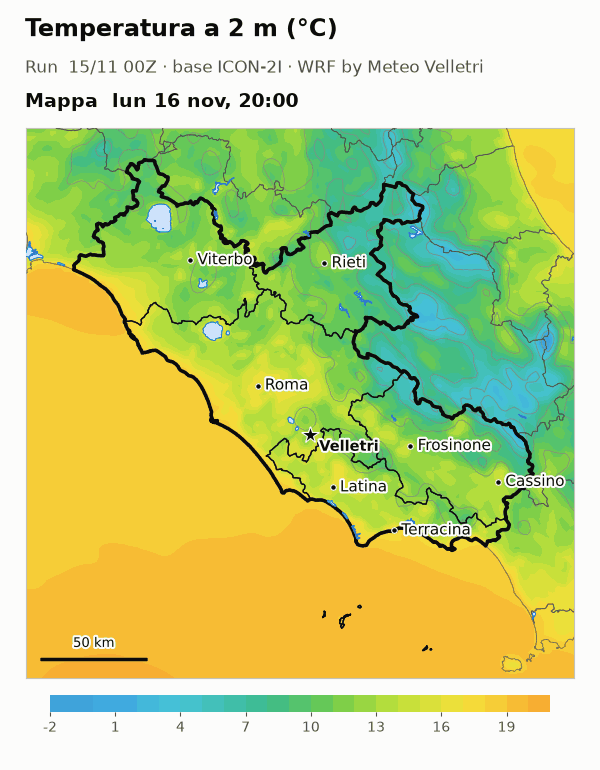 Temperatura a 2 m (°C)
Run  15/11 00Z · base ICON-2I · WRF by Meteo Velletri
Mappa  lun 16 nov, 20:00
Viterbo
Rieti
Roma
Velletri
Frosinone
Cassino
Latina
Terracina
50 km
-2 1 4 7 10 13 16 19